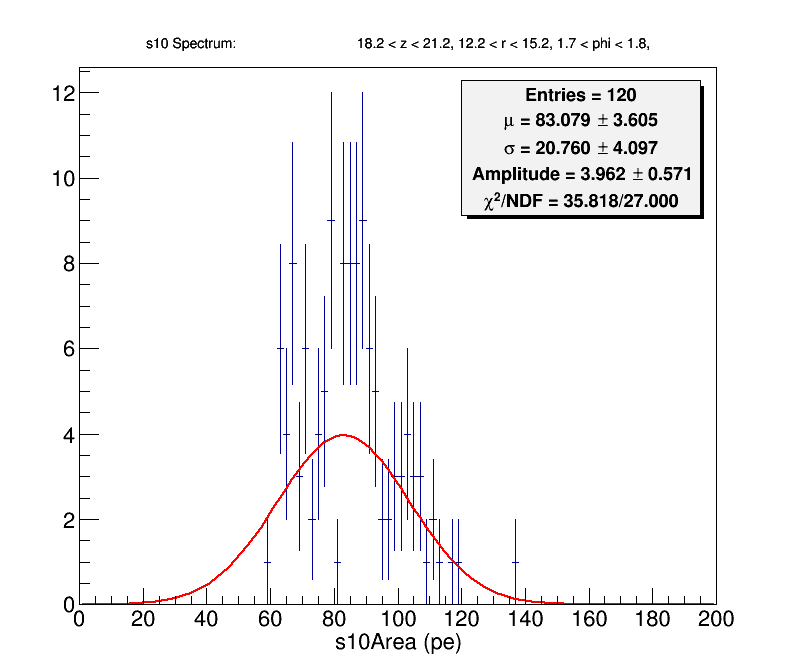 s10 Spectrum: 18.2 < z < 21.2, 12.2 < r < 15.2, 1.7 < phi < 1.8,
Entries = 120
μ = 83.079 ± 3.605
σ = 20.760 ± 4.097
Amplitude = 3.962 ± 0.571
χ²/NDF = 35.818/27.000
12
10
8
6
4
2
0
0 20 40 60 80 100 120 140 160 180 200
s10Area (pe)